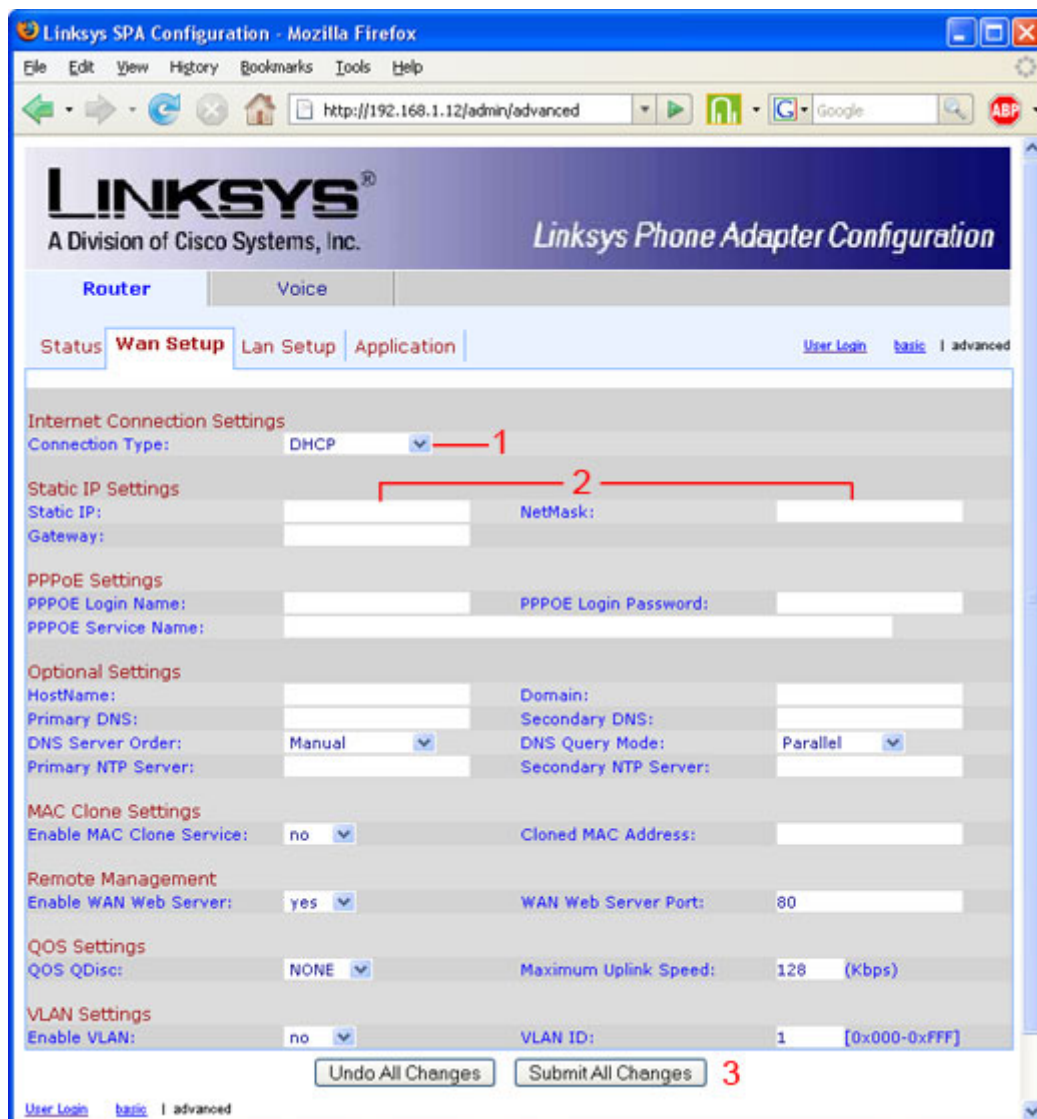 Linksys SPA Configuration - Mozilla Firefox
File Edit View History Bookmarks Tools Help
http://192.168.1.12/admin/advanced G Google ABP
LINKSYS®
A Division of Cisco Systems, Inc.
Linksys Phone Adapter Configuration
Router Voice
Status Wan Setup Lan Setup Application User Login basic | advanced
Internet Connection Settings
Connection Type: DHCP 1
Static IP Settings 2
Static IP: NetMask:
Gateway:
PPPoE Settings
PPPOE Login Name: PPPOE Login Password:
PPPOE Service Name:
Optional Settings
HostName: Domain:
Primary DNS: Secondary DNS:
DNS Server Order: Manual DNS Query Mode: Parallel
Primary NTP Server: Secondary NTP Server:
MAC Clone Settings
Enable MAC Clone Service: no Cloned MAC Address:
Remote Management
Enable WAN Web Server: yes WAN Web Server Port: 80
QOS Settings
QOS QDisc: NONE Maximum Uplink Speed: 128 (Kbps)
VLAN Settings
Enable VLAN: no VLAN ID: 1 [0x000-0xFFF]
Undo All Changes Submit All Changes 3
User Login basic | advanced